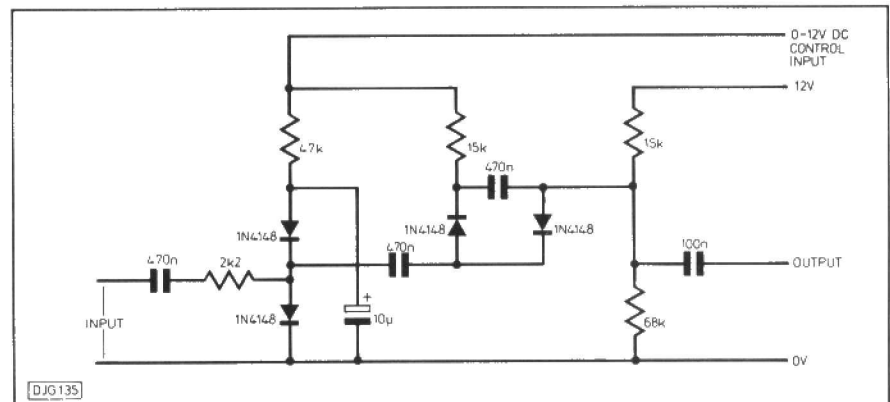 0-12V DC
CONTROL
INPUT
12V
47k
15k
15k
470n
1N4148
1N4148
1N4148
470n
470n
2k2
100n
OUTPUT
1N4148
INPUT
+
10µ
68k
0V
DJG135